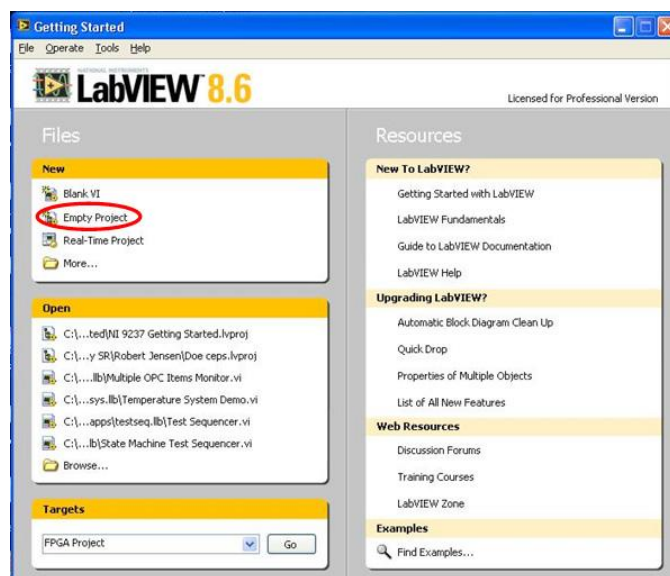 Getting Started
File Operate Tools Help
NATIONAL INSTRUMENTS
LabVIEW™ 8.6
Licensed for Professional Version
Files
New
Blank VI
Empty Project
Real-Time Project
More...
Open
C:\...ted\NI 9237 Getting Started.lvproj
C:\...y SR\Robert Jensen\Doe ceps.lvproj
C:\....llb\Multiple OPC Items Monitor.vi
C:\...sys.llb\Temperature System Demo.vi
C:\...apps\testseq.llb\Test Sequencer.vi
C:\...lb\State Machine Test Sequencer.vi
Browse...
Targets
FPGA Project
Go
Resources
New To LabVIEW?
Getting Started with LabVIEW
LabVIEW Fundamentals
Guide to LabVIEW Documentation
LabVIEW Help
Upgrading LabVIEW?
Automatic Block Diagram Clean Up
Quick Drop
Properties of Multiple Objects
List of All New Features
Web Resources
Discussion Forums
Training Courses
LabVIEW Zone
Examples
Find Examples...